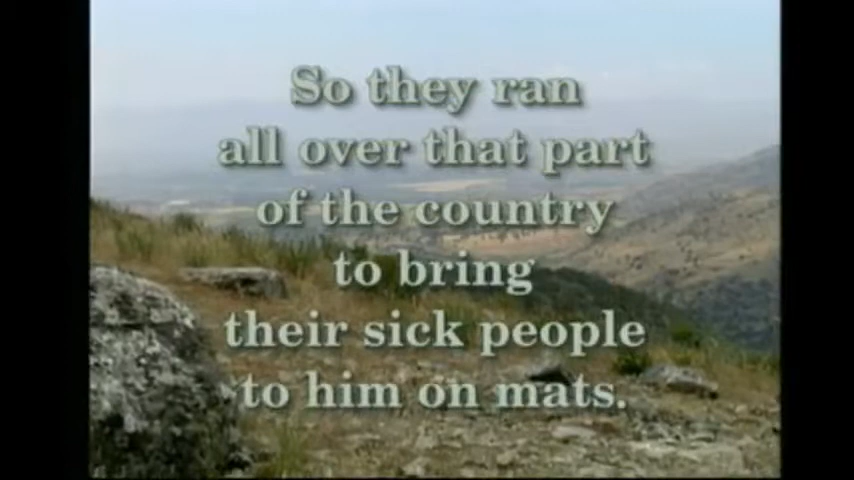 So they ran
all over that part
of the country
to bring
their sick people
to him on mats.